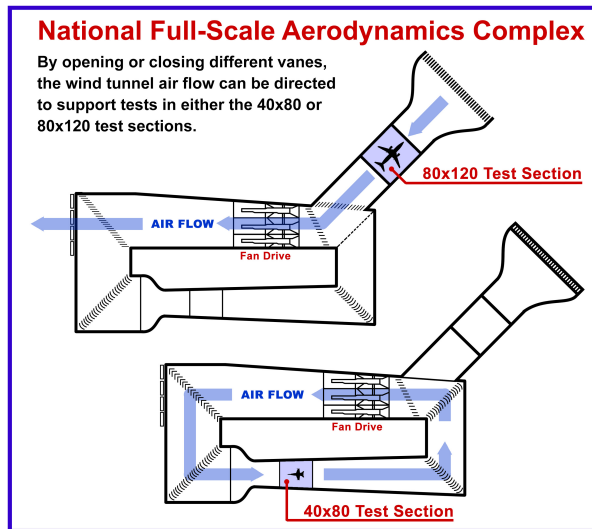 National Full-Scale Aerodynamics Complex
By opening or closing different vanes,
the wind tunnel air flow can be directed
to support tests in either the 40x80 or
80x120 test sections.
80x120 Test Section
AIR FLOW
Fan Drive
AIR FLOW
Fan Drive
40x80 Test Section